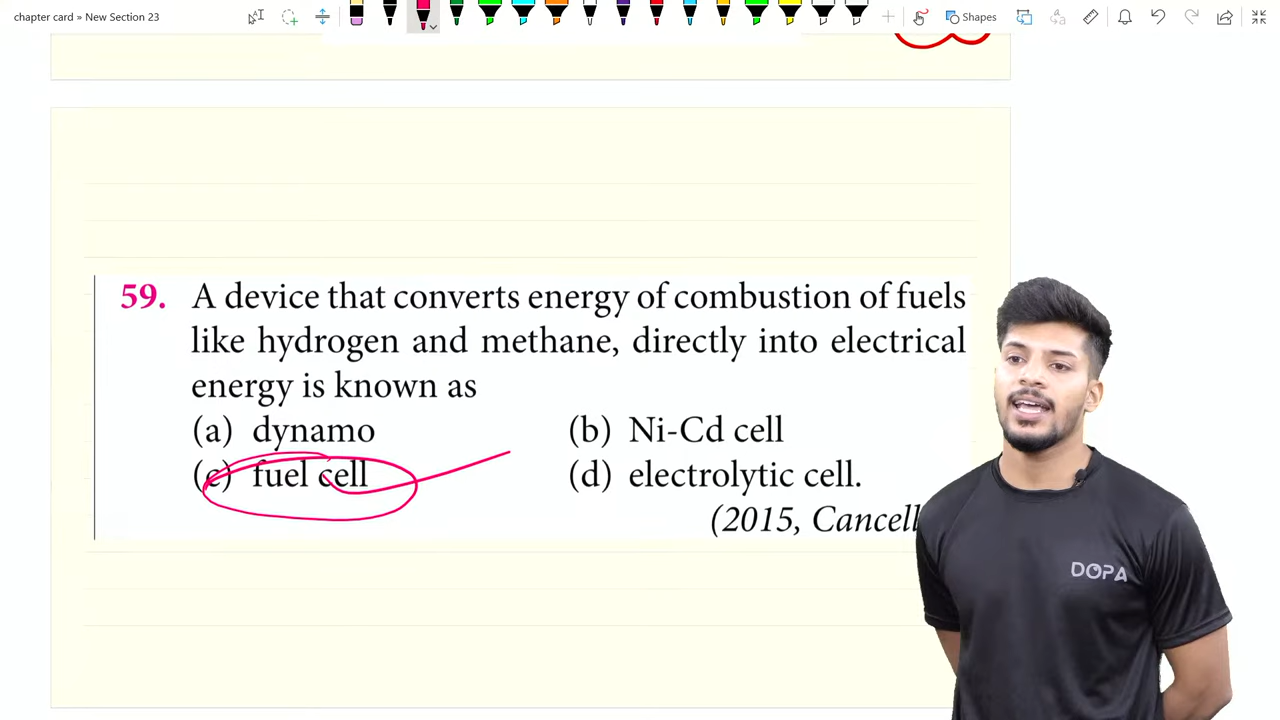 chapter card » New Section 23
Shapes
59. A device that converts energy of combustion of fuels
like hydrogen and methane, directly into electrical
energy is known as
(a) dynamo (b) Ni-Cd cell
(c) fuel cell (d) electrolytic cell.
(2015, Cancell
DOPA